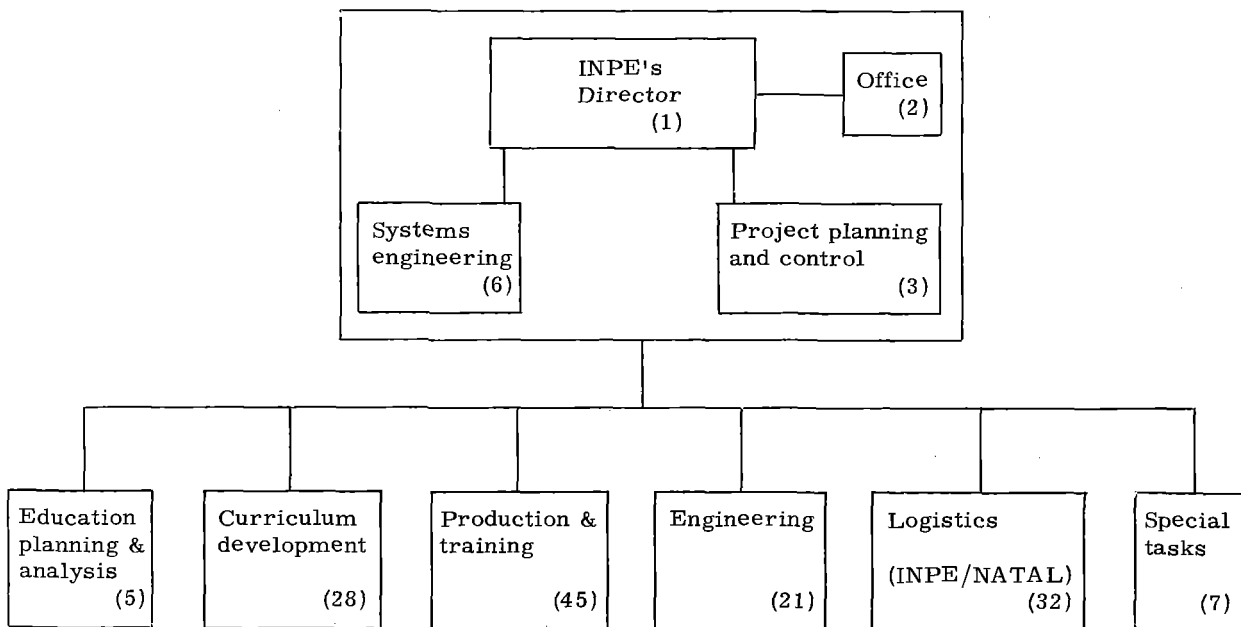 INPE's
Director
(1)
Office
(2)
Systems
engineering
(6)
Project planning
and control
(3)
Education
planning &
analysis
(5)
Curriculum
development
(28)
Production &
training
(45)
Engineering
(21)
Logistics
(INPE/NATAL)
(32)
Special
tasks
(7)